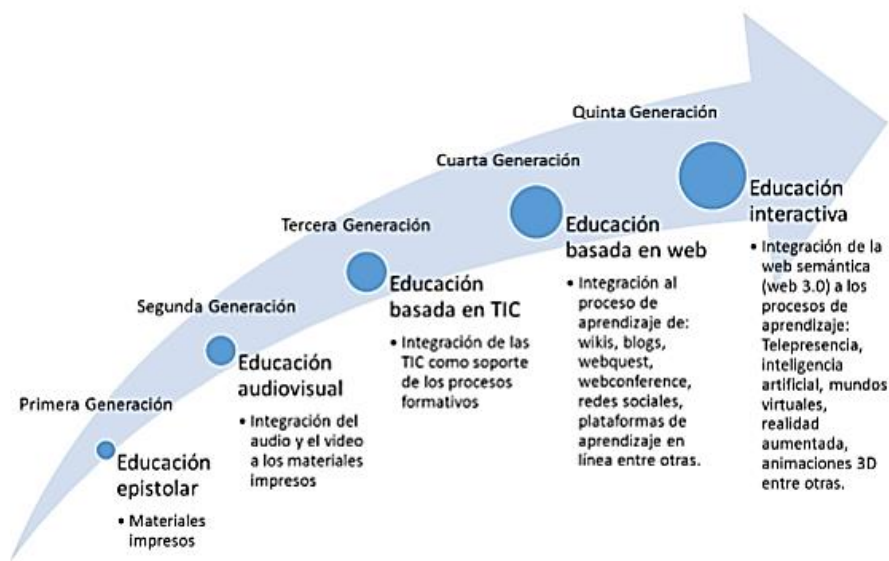 Primera Generación
Educación
epistolar
• Materiales
impresos
Segunda Generación
Educación
audiovisual
• Integración del
audio y el video
a los materiales
impresos
Tercera Generación
Educación
basada en TIC
• Integración de las
TIC como soporte
de los procesos
formativos
Cuarta Generación
Educación
basada en web
• Integración al
proceso de
aprendizaje de:
wikis, blogs,
webquest,
webconference,
redes sociales,
plataformas de
aprendizaje en
línea entre otras.
Quinta Generación
Educación
interactiva
• Integración de la
web semántica
(web 3.0) a los
procesos de
aprendizaje:
Telepresencia,
inteligencia
artificial, mundos
virtuales,
realidad
aumentada,
animaciones 3D
entre otras.